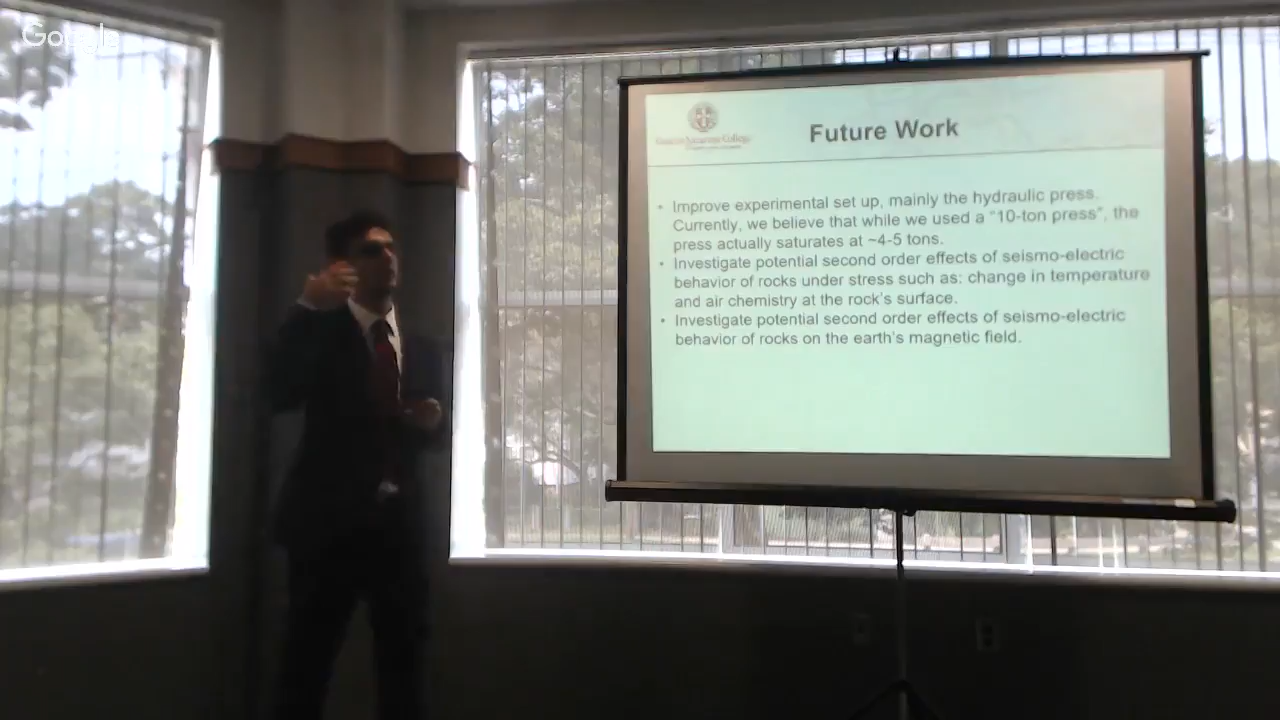 Google
Future Work
• Improve experimental set up, mainly the hydraulic press.
Currently, we believe that while we used a "10-ton press", the
press actually saturates at ~4-5 tons.
• Investigate potential second order effects of seismo-electric
behavior of rocks under stress such as: change in temperature
and air chemistry at the rock's surface.
• Investigate potential second order effects of seismo-electric
behavior of rocks on the earth's magnetic field.